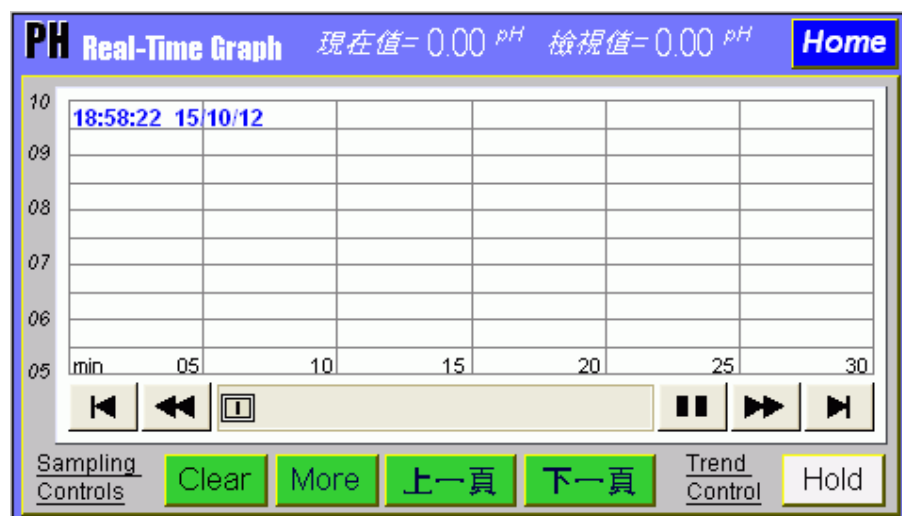 PH Real-Time Graph 現在值= 0.00 pH 檢視值= 0.00 pH Home
10
18:58:22 15/10/12
09
08
07
06
05
min 05 10 15 20 25 30
Sampling Controls Clear More 上一頁 下一頁 Trend Control Hold